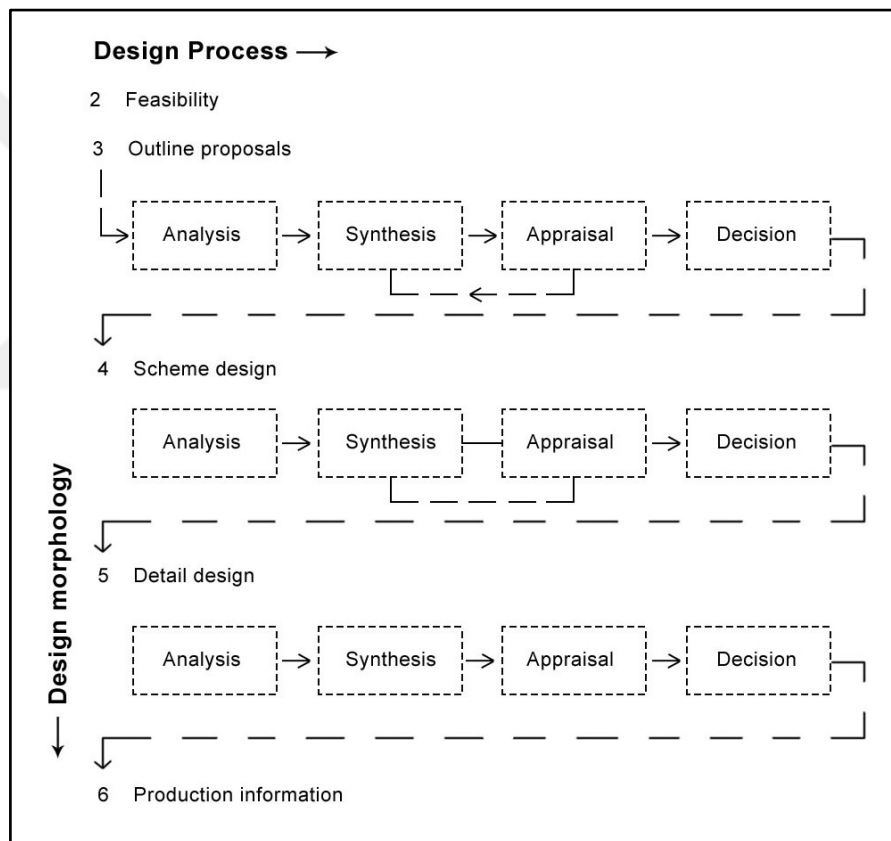 Design Process
2 Feasibility
3 Outline proposals
Analysis Synthesis Appraisal Decision
4 Scheme design
Analysis Synthesis Appraisal Decision
Design morphology
5 Detail design
Analysis Synthesis Appraisal Decision
6 Production information